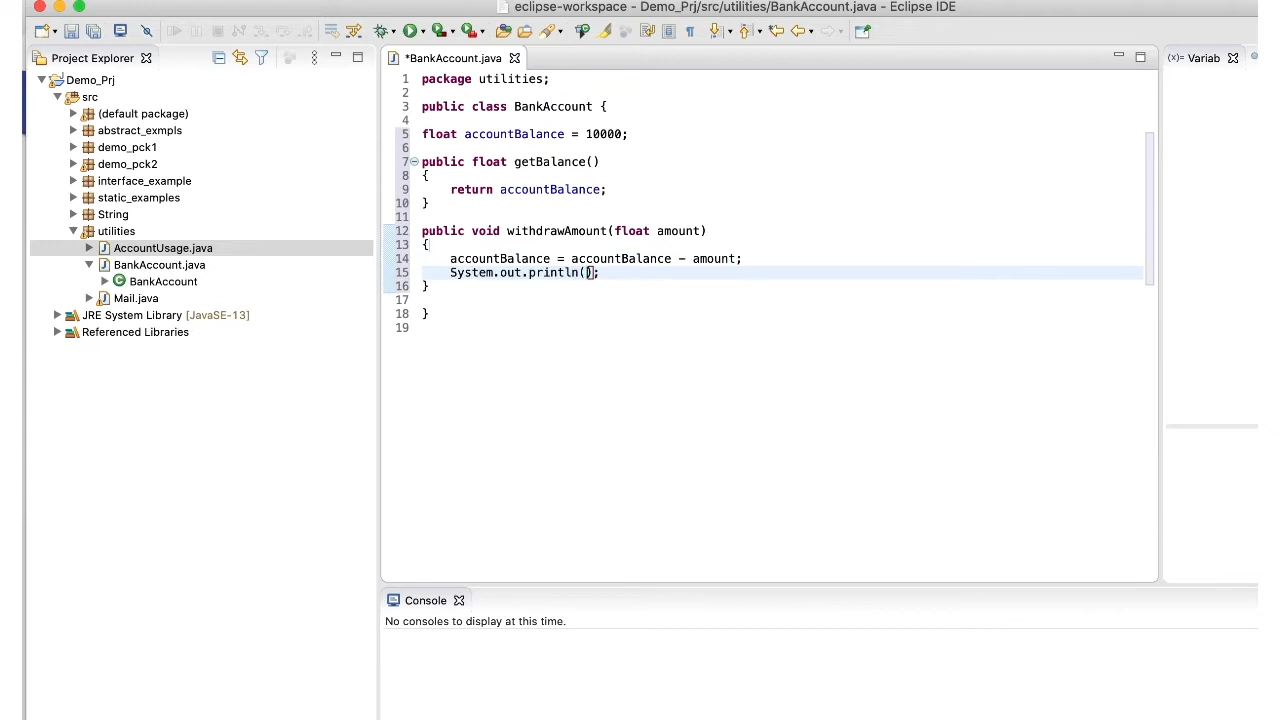 eclipse-workspace - Demo_Prj/src/utilities/BankAccount.java - Eclipse IDE
Project Explorer
Demo_Prj
src
(default package)
abstract_exmpls
demo_pck1
demo_pck2
interface_example
static_examples
String
utilities
AccountUsage.java
BankAccount.java
BankAccount
Mail.java
JRE System Library [JavaSE-13]
Referenced Libraries
*BankAccount.java
1 package utilities;
2
3 public class BankAccount {
4
5 float accountBalance = 10000;
6
7 public float getBalance()
8 {
9 return accountBalance;
10 }
11
12 public void withdrawAmount(float amount)
13 {
14 accountBalance = accountBalance - amount;
15 System.out.println();
16 }
17
18 }
19
(x)= Variab
Console
No consoles to display at this time.